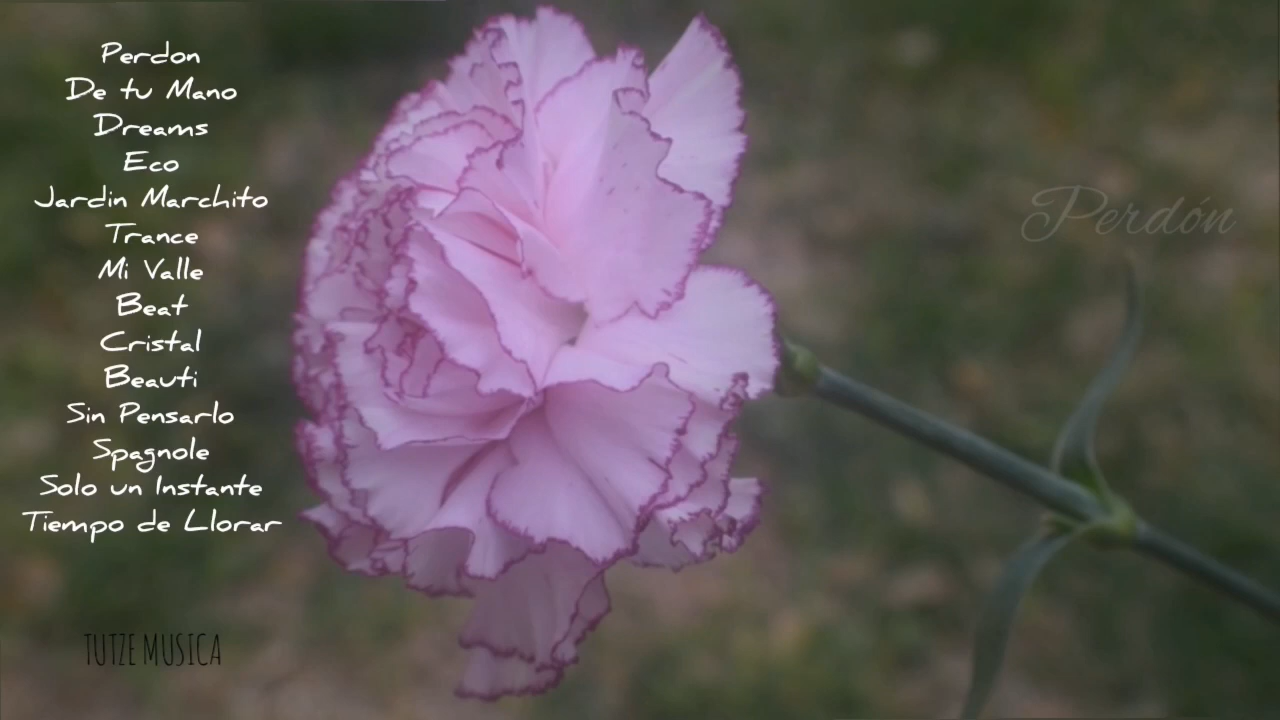 Perdon
De tu Mano
Dreams
Eco
Jardin Marchito
Trance
Mi Valle
Beat
Cristal
Beauti
Sin Pensarlo
Spagnole
Solo un Instante
Tiempo de Llorar
TUTZE MUSICA
Perdón